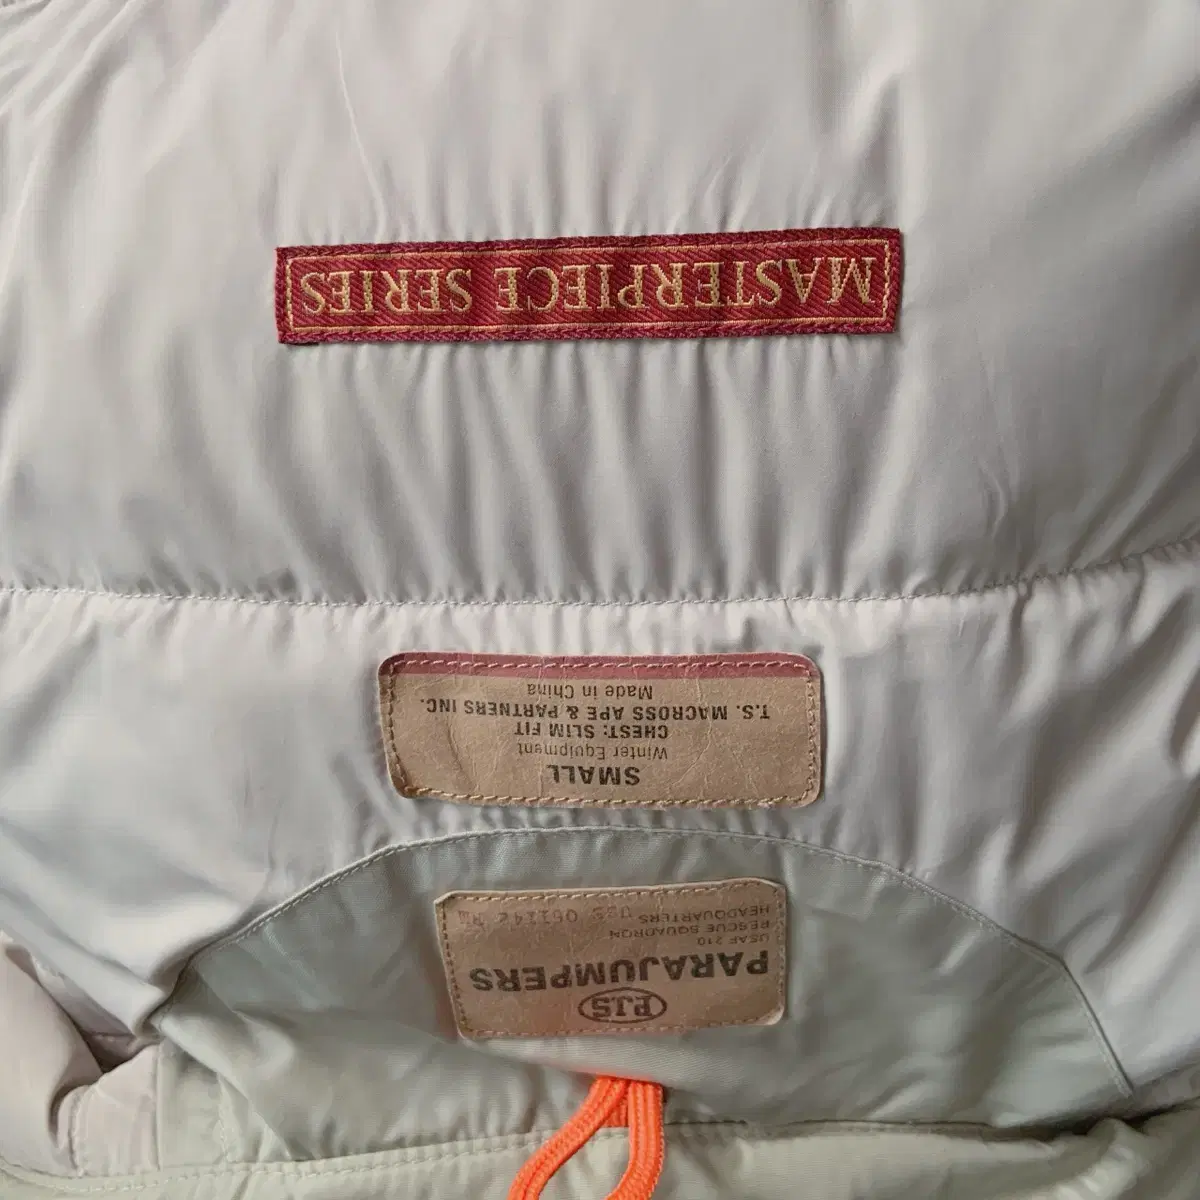 PJS
PARAJUMPERS
USAF 210
RESCUE SQUADRON
HEADQUARTERS
SMALL
Winter Equipment
CHEST: SLIM FIT
T.S. MACROSS APE & PARTNERS INC.
Made in China
MASTERPIECE SERIES